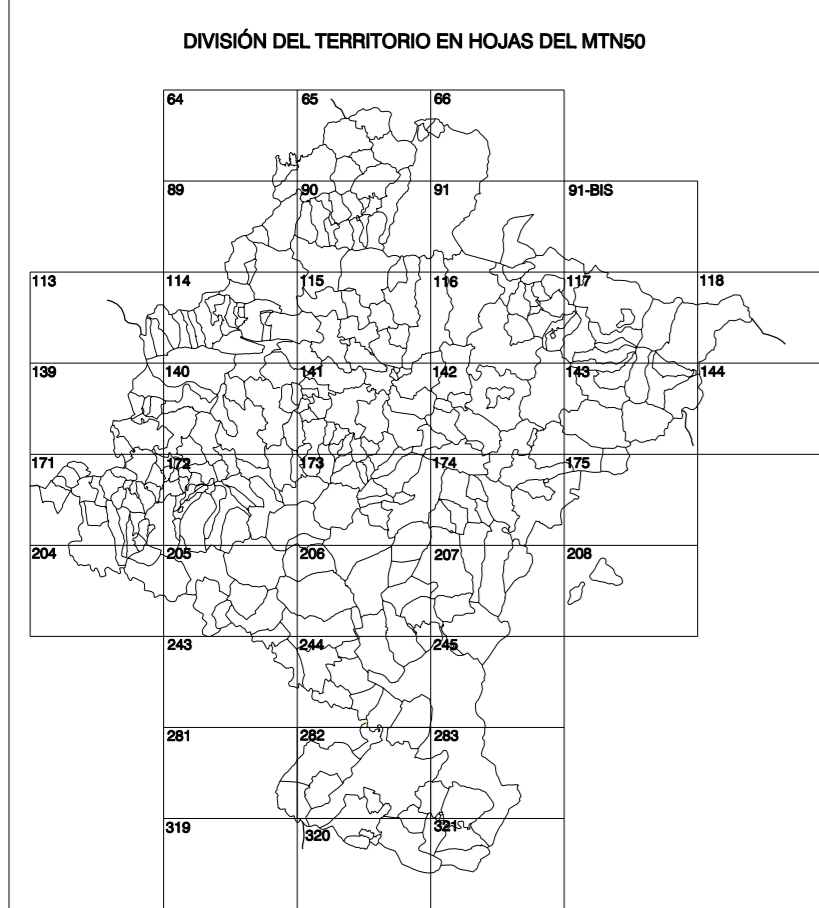 DIVISIÓN DEL TERRITORIO EN HOJAS DEL MTN50
64 65 66
89 90 91 91-BIS
113 114 115 116 117 118
139 140 141 142 143 144
171 172 173 174 175
204 205 206 207 208
243 244 245
281 282 283
319 320 321